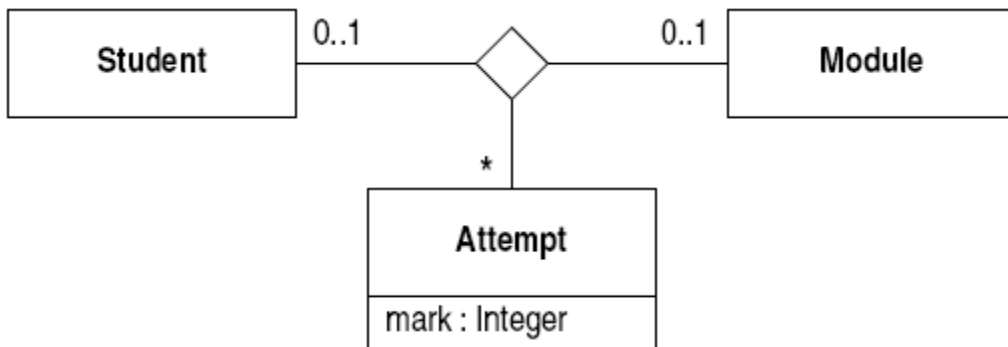 0..1
0..1
Student
Module
*
Attempt
mark : Integer